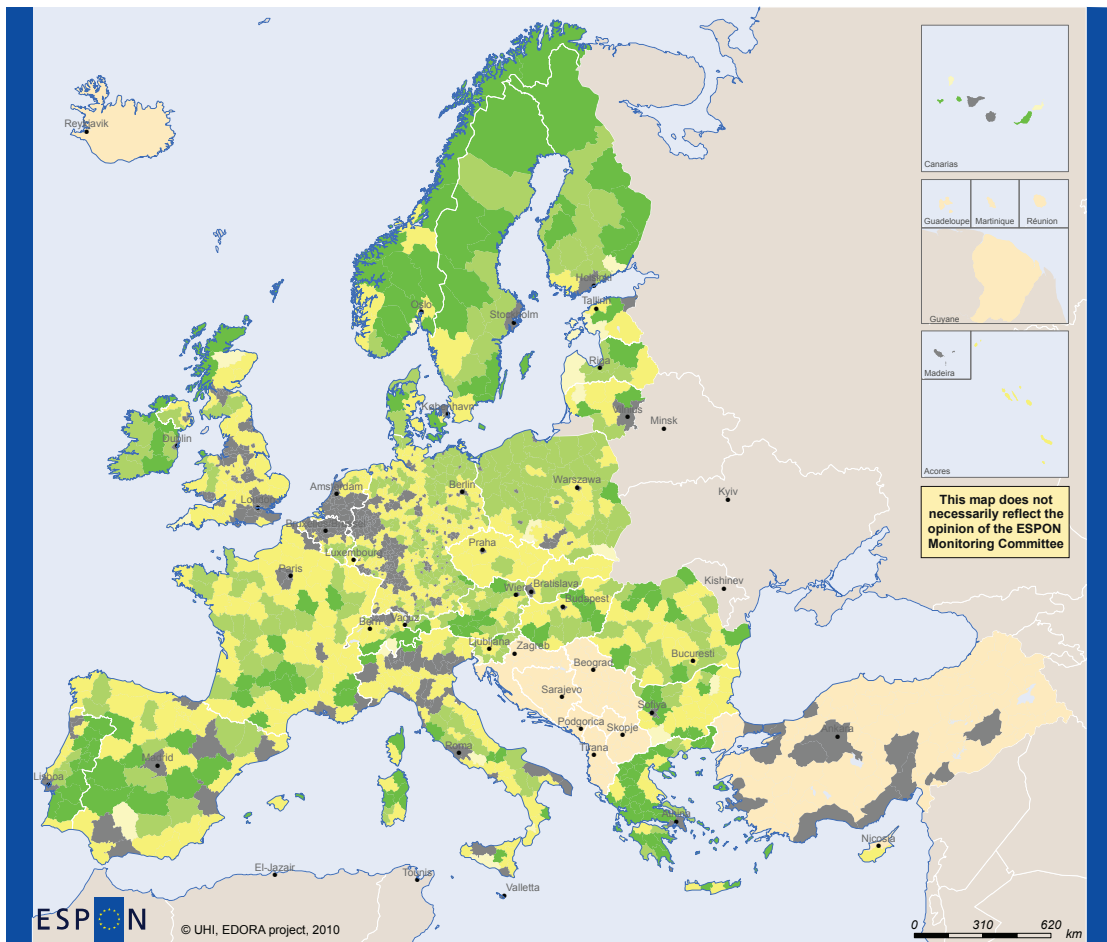 Reykjavik
Canarias
Guadeloupe
Martinique
Réunion
Guyane
Madeira
Acores
This map does not
necessarily reflect the
opinion of the ESPON
Monitoring Committee
Oslo
Stockholm
Helsinki
Tallinn
Riga
København
Vilnius
Minsk
Dublin
London
Amsterdam
Berlin
Warszawa
Kyiv
Luxembourg
Praha
Paris
Wien
Bratislava
Budapest
Kishinev
Bern
Vaduz
Ljubljana
Zagreb
Bucuresti
Beograd
Sarajevo
Sofiya
Podgorica
Skopje
Tirana
Roma
Madrid
Lisboa
Ankara
Athina
Nicosia
El-Jazair
Tounis
Valletta
ESPON
© UHI, EDORA project, 2010
0 310 620
km